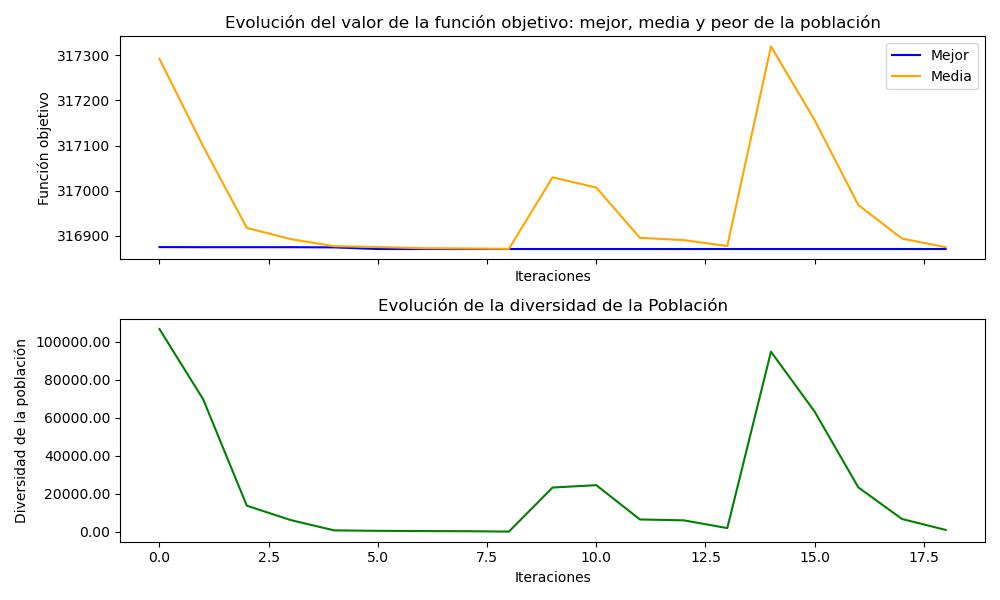 Evolución del valor de la función objetivo: mejor, media y peor de la población
Función objetivo
317300
317200
317100
317000
316900
Mejor
Media
Iteraciones
Evolución de la diversidad de la Población
Diversidad de la población
100000.00
80000.00
60000.00
40000.00
20000.00
0.00
0.0 2.5 5.0 7.5 10.0 12.5 15.0 17.5
Iteraciones